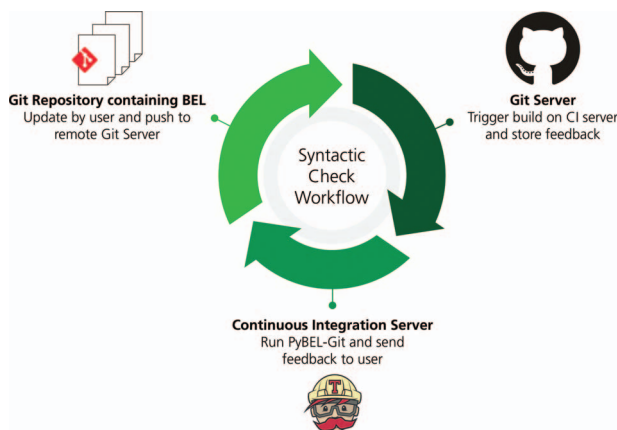 Git Repository containing BEL
Update by user and push to
remote Git Server
Git Server
Trigger build on CI server
and store feedback
Syntactic
Check
Workflow
Continuous Integration Server
Run PyBEL-Git and send
feedback to user
T